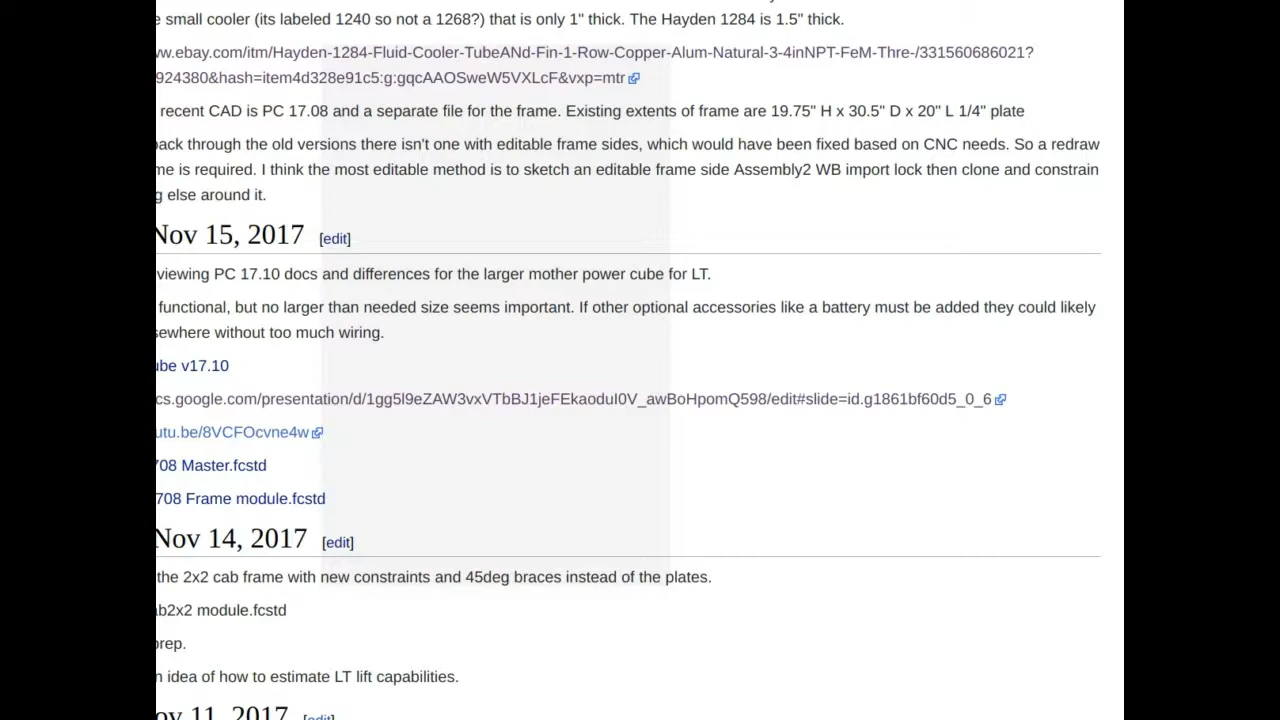 e small cooler (its labeled 1240 so not a 1268?) that is only 1" thick. The Hayden 1284 is 1.5" thick.
w.ebay.com/itm/Hayden-1284-Fluid-Cooler-TubeANd-Fin-1-Row-Copper-Alum-Natural-3-4inNPT-FeM-Thre-/331560686021?
924380&hash=item4d328e91c5:g:gqcAAOSweW5VXLcF&vxp=mtr
recent CAD is PC 17.08 and a separate file for the frame. Existing extents of frame are 19.75" H x 30.5" D x 20" L 1/4" plate
back through the old versions there isn't one with editable frame sides, which would have been fixed based on CNC needs. So a redraw
me is required. I think the most editable method is to sketch an editable frame side Assembly2 WB import lock then clone and constrain
g else around it.
Nov 15, 2017 [edit]
viewing PC 17.10 docs and differences for the larger mother power cube for LT.
functional, but no larger than needed size seems important. If other optional accessories like a battery must be added they could likely
sewhere without too much wiring.
ube v17.10
cs.google.com/presentation/d/1gg5l9eZAW3vxVTbBJ1jeFEkaoduI0V_awBoHpomQ598/edit#slide=id.g1861bf60d5_0_6
utu.be/8VCFOcvne4w
708 Master.fcstd
708 Frame module.fcstd
Nov 14, 2017 [edit]
the 2x2 cab frame with new constraints and 45deg braces instead of the plates.
ab2x2 module.fcstd
prep.
n idea of how to estimate LT lift capabilities.
ov 11, 2017 [edit]